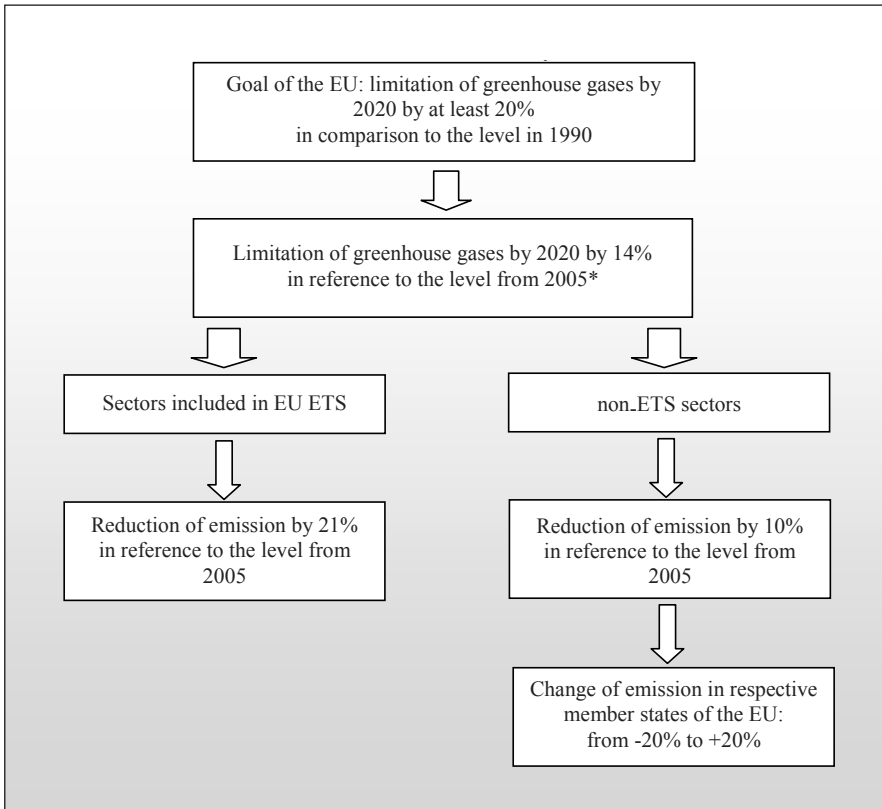 Goal of the EU: limitation of greenhouse gases by
2020 by at least 20%
in comparison to the level in 1990
Limitation of greenhouse gases by 2020 by 14%
in reference to the level from 2005*
Sectors included in EU ETS
non-ETS sectors
Reduction of emission by 21%
in reference to the level from
2005
Reduction of emission by 10%
in reference to the level from
2005
Change of emission in respective
member states of the EU:
from -20% to +20%